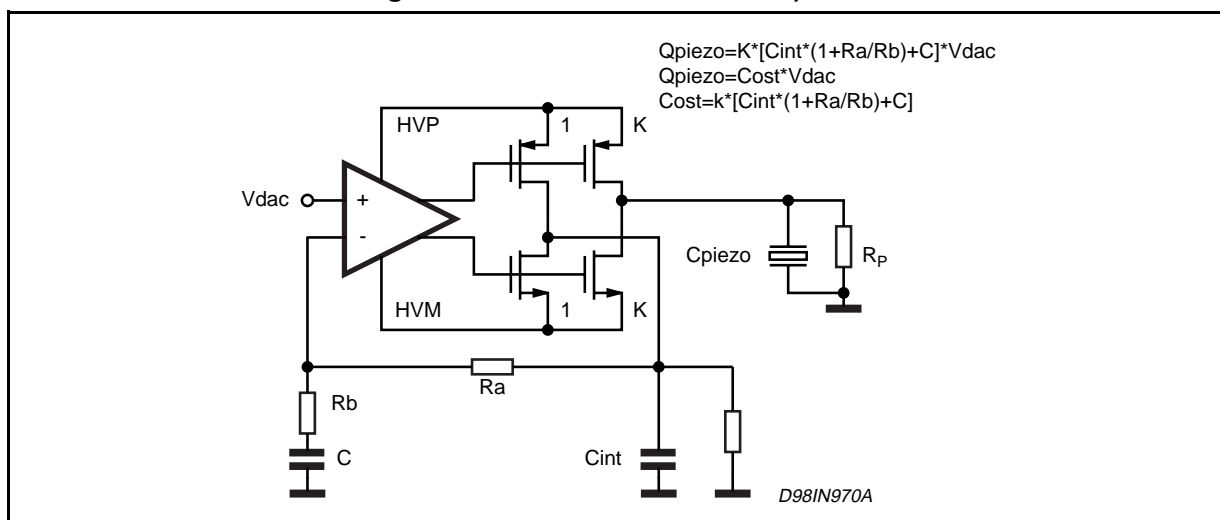 Qpiezo=K*[Cint*(1+Ra/Rb)+C]*Vdac
Qpiezo=Cost*Vdac
Cost=k*[Cint*(1+Ra/Rb)+C]
HVP
1
K
Vdac
+
-
Cpiezo
RP
HVM
1
K
Ra
Rb
C
Cint
D98IN970A